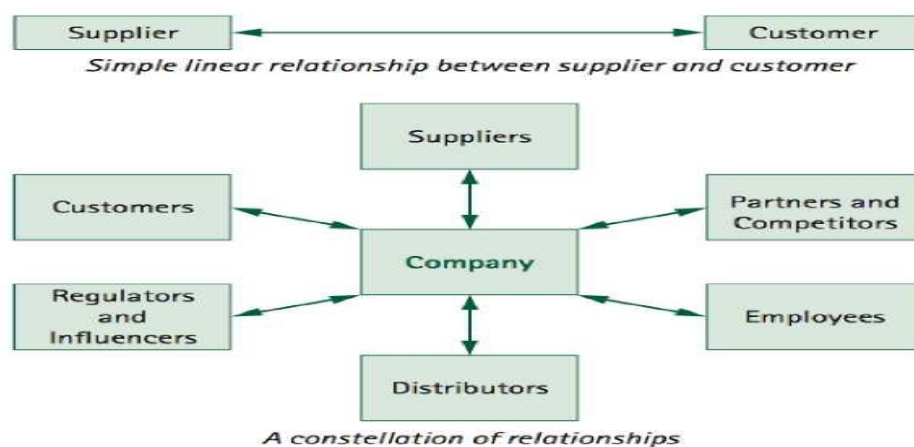 Supplier
Customer
Simple linear relationship between supplier and customer
Suppliers
Customers
Partners and
Competitors
Company
Regulators
and
Influencers
Employees
Distributors
A constellation of relationships